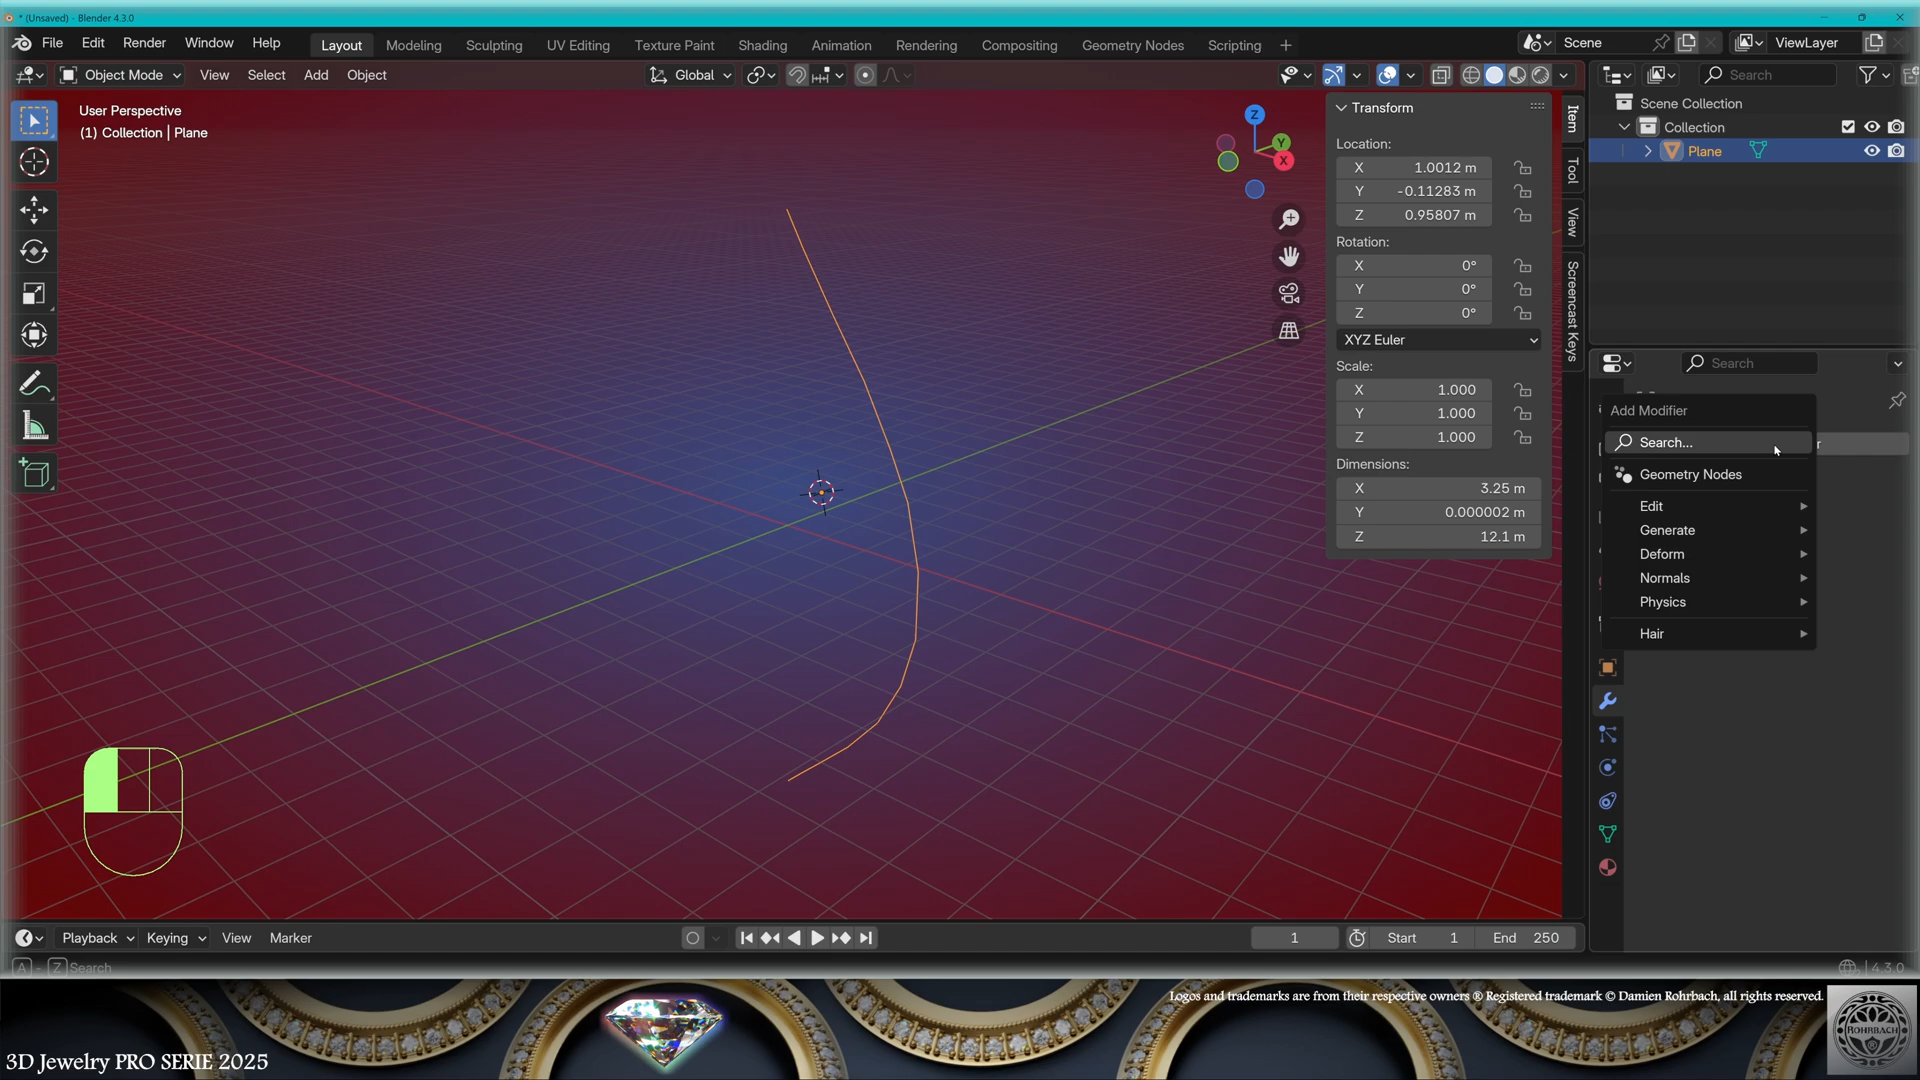 * (Unsaved) - Blender 4.3.0
File Edit Render Window Help
Layout Modeling Sculpting UV Editing Texture Paint Shading Animation Rendering Compositing Geometry Nodes Scripting +
Scene
ViewLayer
Object Mode View Select Add Object
Global
Search
User Perspective
(1) Collection | Plane
Z
Y
X
Transform
Location:
X 1.0012 m
Y -0.11283 m
Z 0.95807 m
Rotation:
X 0°
Y 0°
Z 0°
XYZ Euler
Scale:
X 1.000
Y 1.000
Z 1.000
Dimensions:
X 3.25 m
Y 0.000002 m
Z 12.1 m
Item
Tool
View
Screencast Keys
Scene Collection
Collection
Plane
Search
Add Modifier
Search...
r
Geometry Nodes
Edit
Generate
Deform
Normals
Physics
Hair
Playback Keying View Marker
1
Start 1
End 250
A - Z Search
4.3.0
Logos and trademarks are from their respective owners ® Registered trademark © Damien Rohrbach, all rights reserved.
ROHRBACH
3D Jewelry PRO SERIE 2025